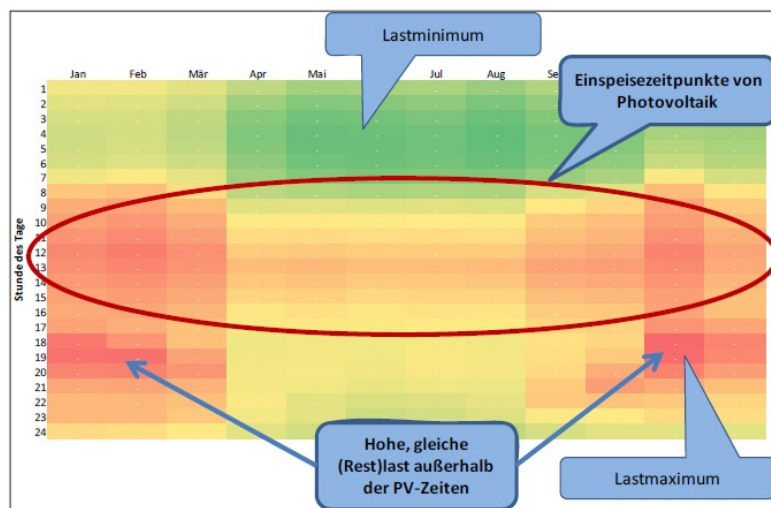 Lastminimum
Jan Feb Mär Apr Mai Jul Aug
Einspeisezeitpunkte von
Photovoltaik
Stunde des Tage
1
2
3
4
5
6
7
8
9
10
11
12
13
14
15
16
17
18
19
20
21
22
23
24
Hohe, gleiche
(Rest)last außerhalb
der PV-Zeiten
Lastmaximum